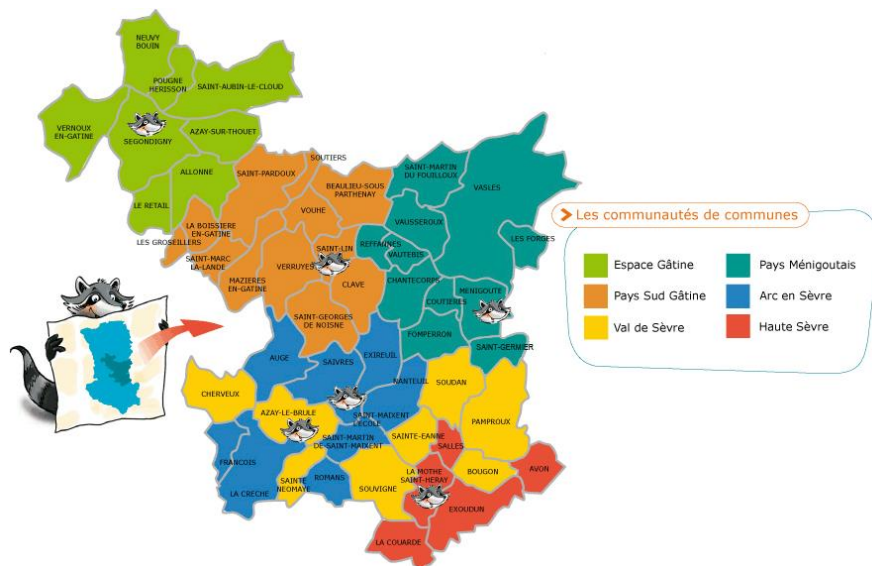 NEUVY
BOUIN
POUGNE
HERISSON
SAINT-AUBIN-LE-CLOUD
VERNOUX
EN-GATINE
SEGONDIGNY
AZAY-SUR-THOUET
ALLONNE
LE RETAIL
SOUTIERS
SAINT-PARDOUX
BEAULIEU-SOUS
PARTHENAY
VOUHE
LA BOISSIERE
EN-GATINE
LES GROSEILLERS
SAINT-MARC
LA-LANDE
MAZIERES
EN-GATINE
VERRUYES
SAINT-LIN
CLAVE
SAINT-GEORGES
DE NOISNE
SAINT-MARTIN
DU FOUILLOUX
VASLES
VAUSSEROUX
REFFANNES
VAUTEBIS
LES FORGES
CHANTECORPS
COUTIERES
MENIGOUTE
FOMPERRON
SAINT-GERMIER
AUGE
SAIVRES
EXIREUIL
NANTEUIL
SOUDAN
CHERVEUX
AZAY-LE-BRULE
SAINT-MAIXENT
L'ECOLE
PAMPROUX
SAINT-MARTIN
DE-SAINT-MAIXENT
SAINTE-EANNE
SALLES
FRANCOIS
LA CRECHE
SAINTE
NEOMAYE
ROMANS
SOUVIGNE
LA MOTHE
SAINT-HERAY
BOUGON
AVON
EXOUDUN
LA COUARDE
Les communautés de communes
Espace Gâtine
Pays Sud Gâtine
Val de Sèvre
Pays Ménigoutais
Arc en Sèvre
Haute Sèvre